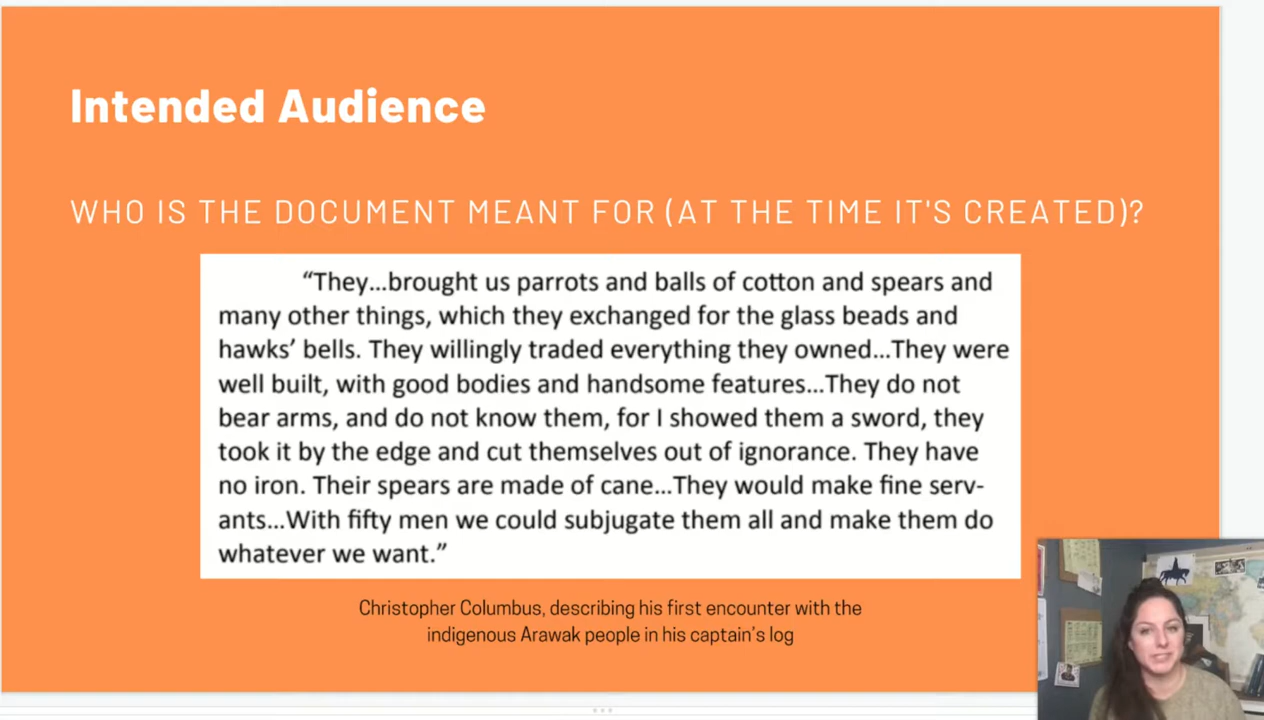 Intended Audience
WHO IS THE DOCUMENT MEANT FOR (AT THE TIME IT'S CREATED)?
“They...brought us parrots and balls of cotton and spears and
many other things, which they exchanged for the glass beads and
hawks’ bells. They willingly traded everything they owned...They were
well built, with good bodies and handsome features...They do not
bear arms, and do not know them, for I showed them a sword, they
took it by the edge and cut themselves out of ignorance. They have
no iron. Their spears are made of cane...They would make fine serv-
ants...With fifty men we could subjugate them all and make them do
whatever we want.”
Christopher Columbus, describing his first encounter with the
indigenous Arawak people in his captain’s log